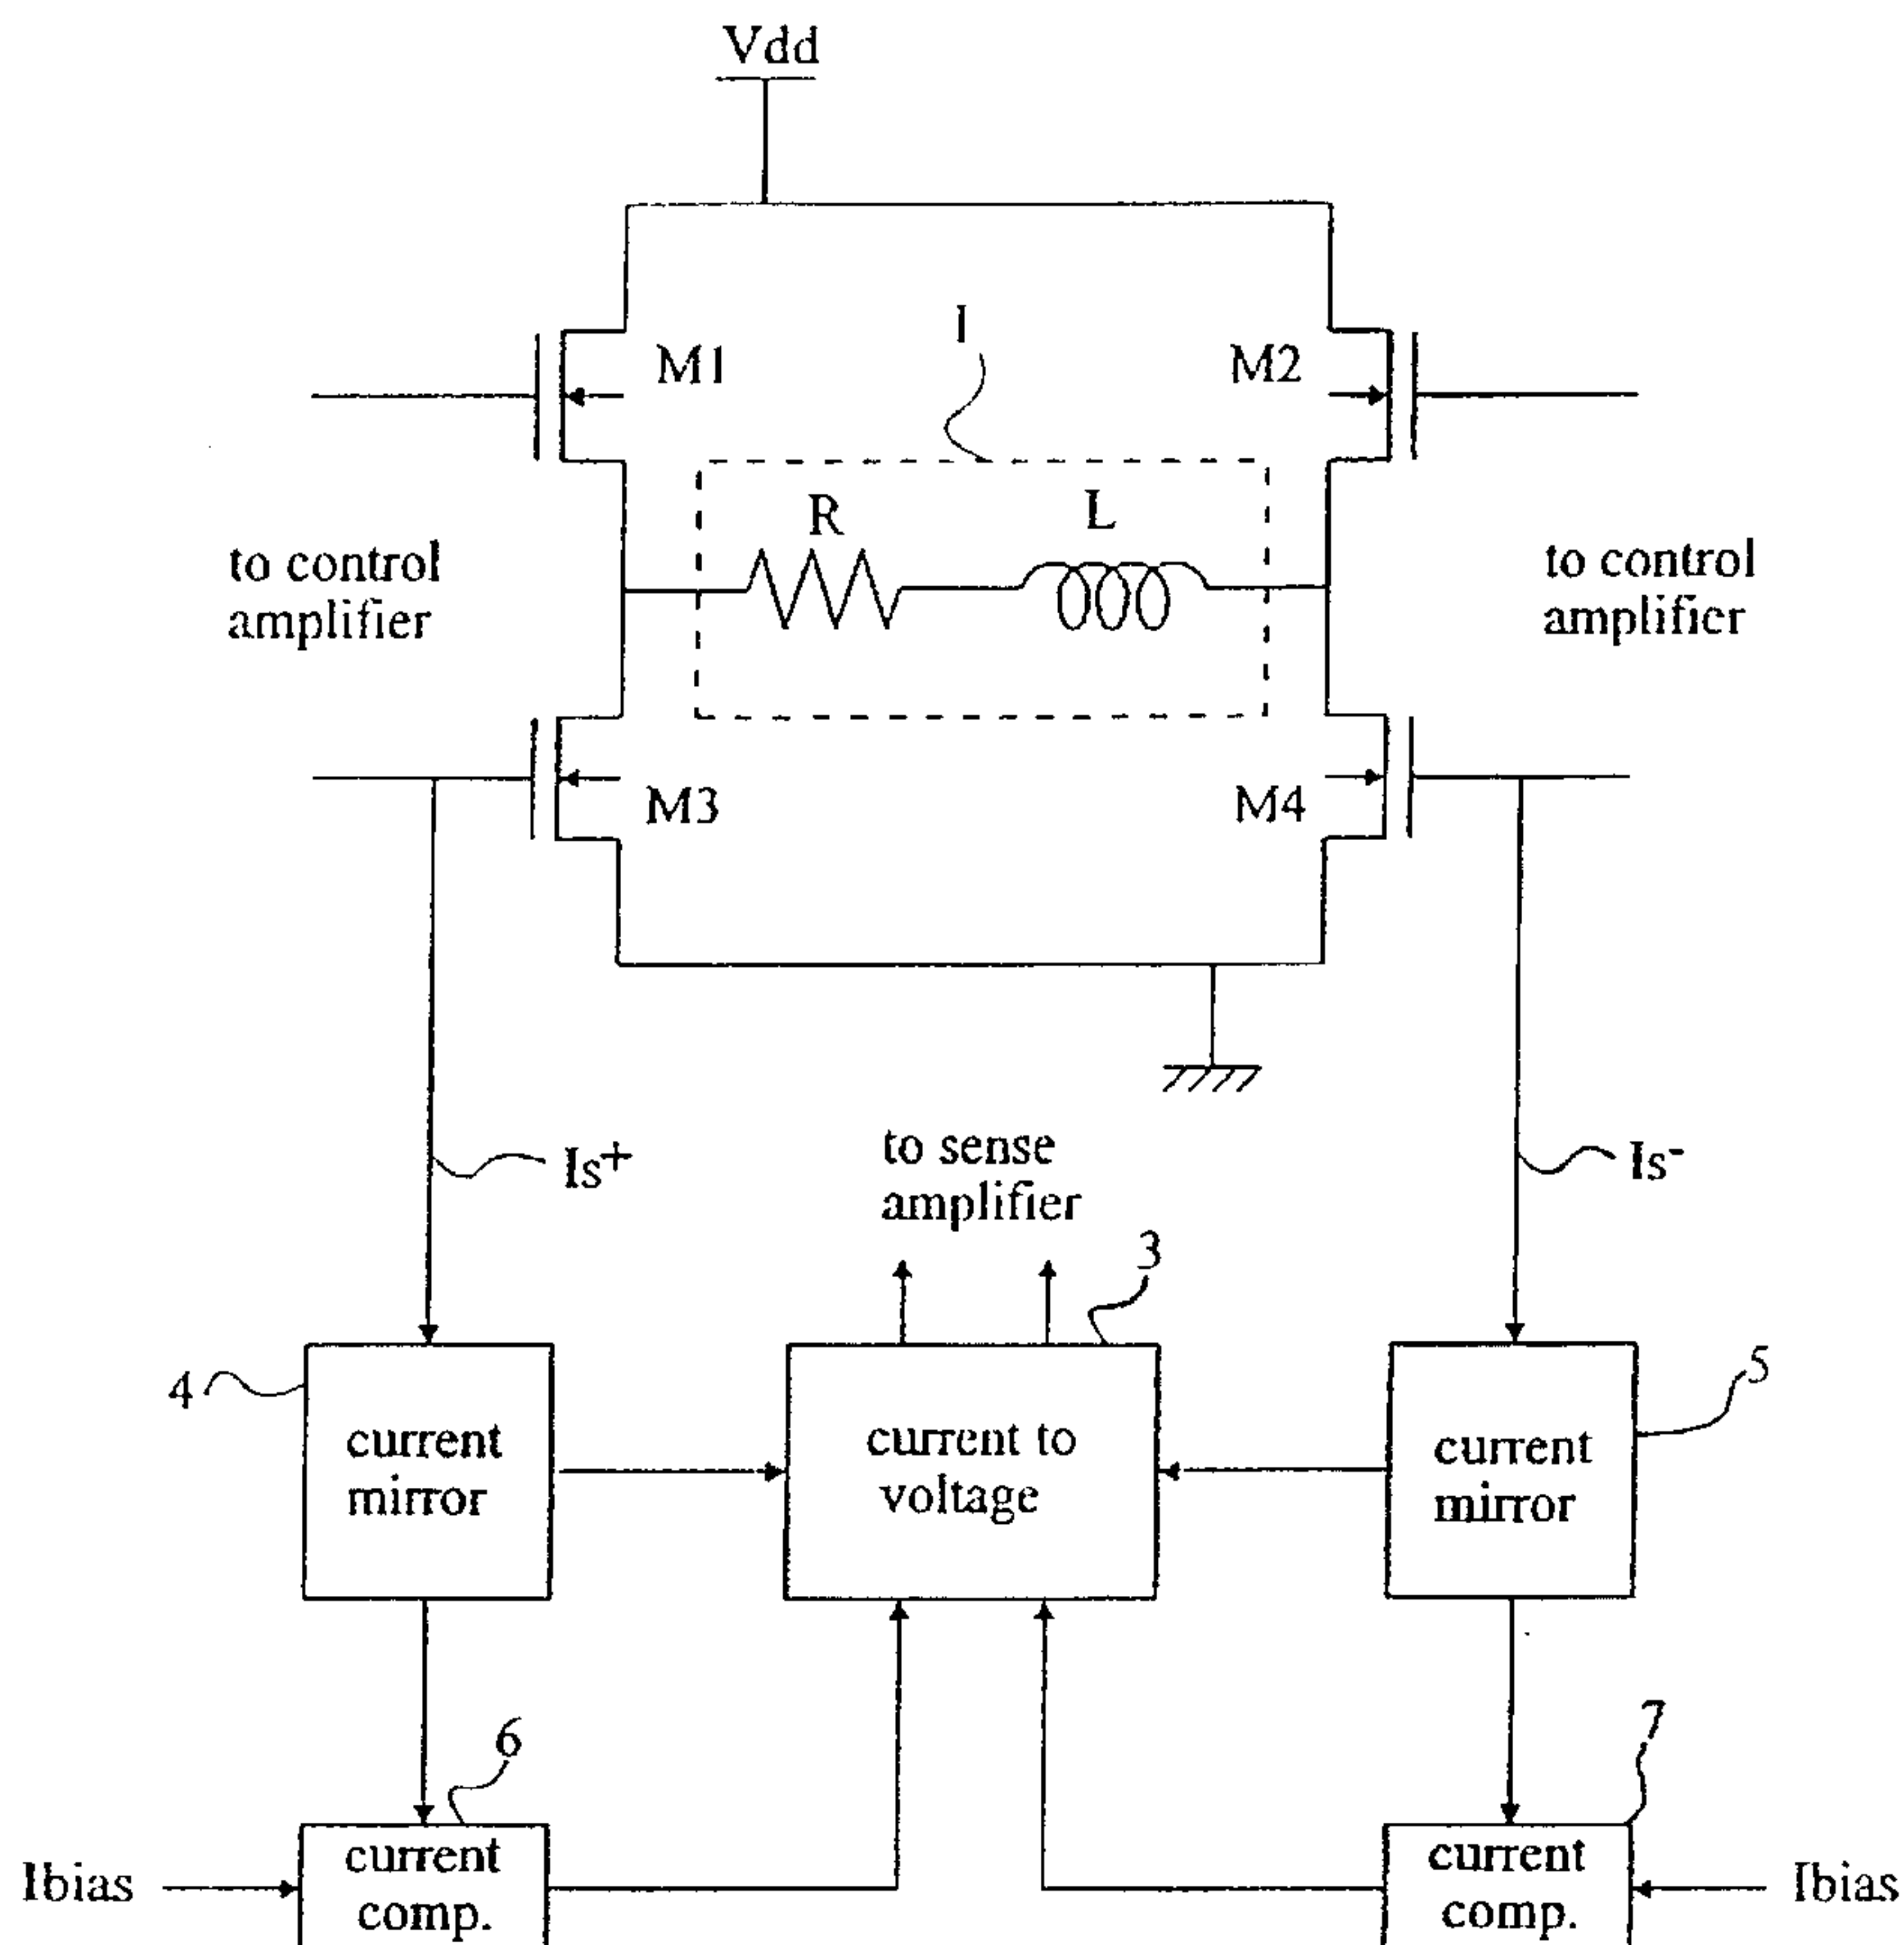 Vdd
I
M1
M2
R
L
to control
amplifier
to control
amplifier
M3
M4
Is+
to sense
amplifier
Is-
3
4
5
current
mirror
current to
voltage
current
mirror
6
7
Ibias
current
comp.
current
comp.
Ibias